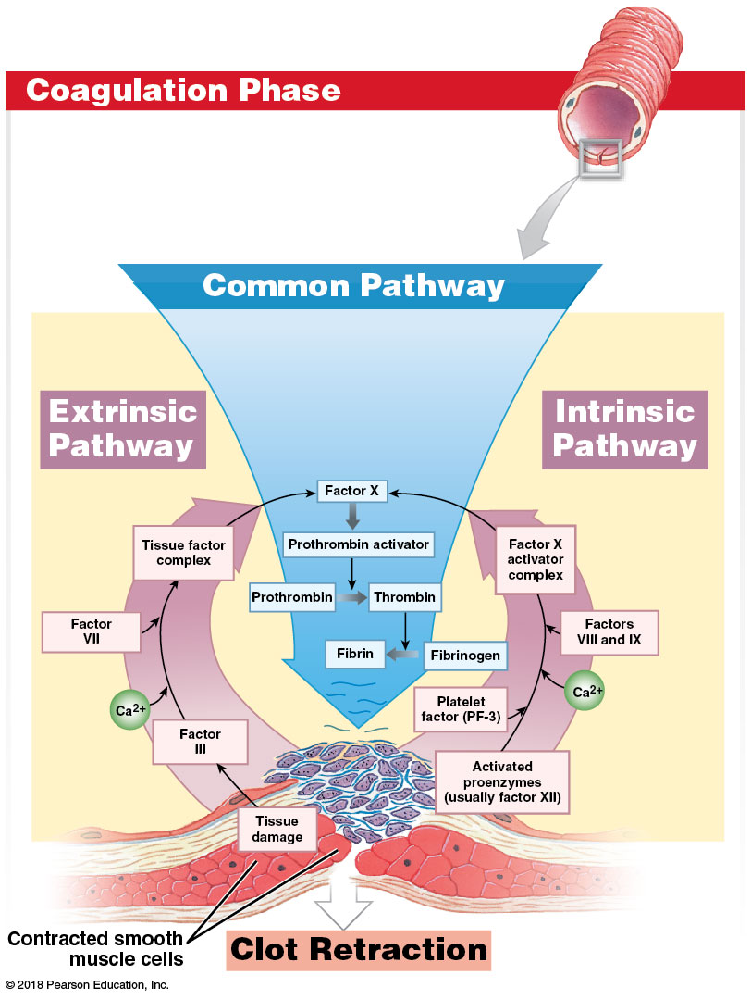 Coagulation Phase
Common Pathway
Extrinsic
Pathway
Intrinsic
Pathway
Factor X
Prothrombin activator
Prothrombin
Thrombin
Fibrin
Fibrinogen
Tissue factor
complex
Factor
VII
Ca2+
Factor
III
Tissue
damage
Factor X
activator
complex
Factors
VIII and IX
Ca2+
Platelet
factor (PF-3)
Activated
proenzymes
(usually factor XII)
Contracted smooth
muscle cells
Clot Retraction
© 2018 Pearson Education, Inc.